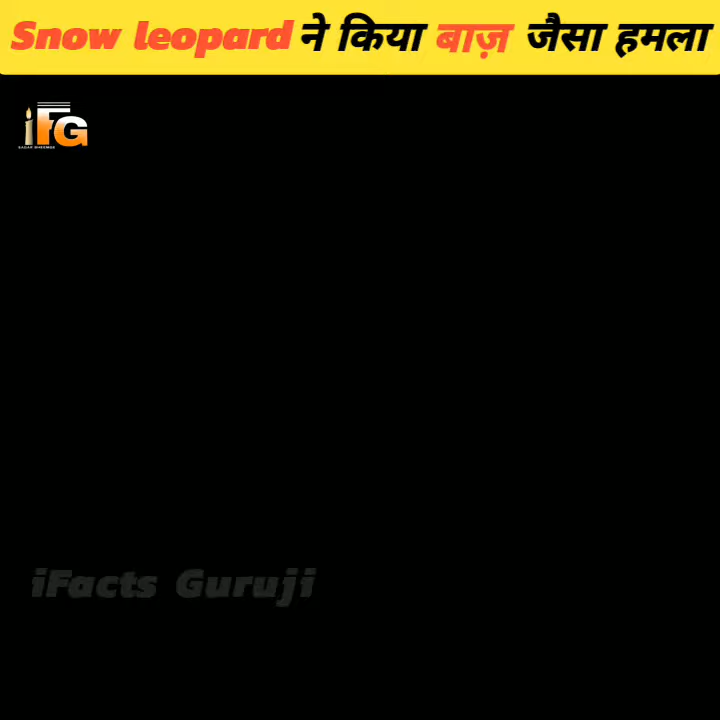 Snow leopard ने किया बाज़ जैसा हमला
iFG
iFacts Guruji